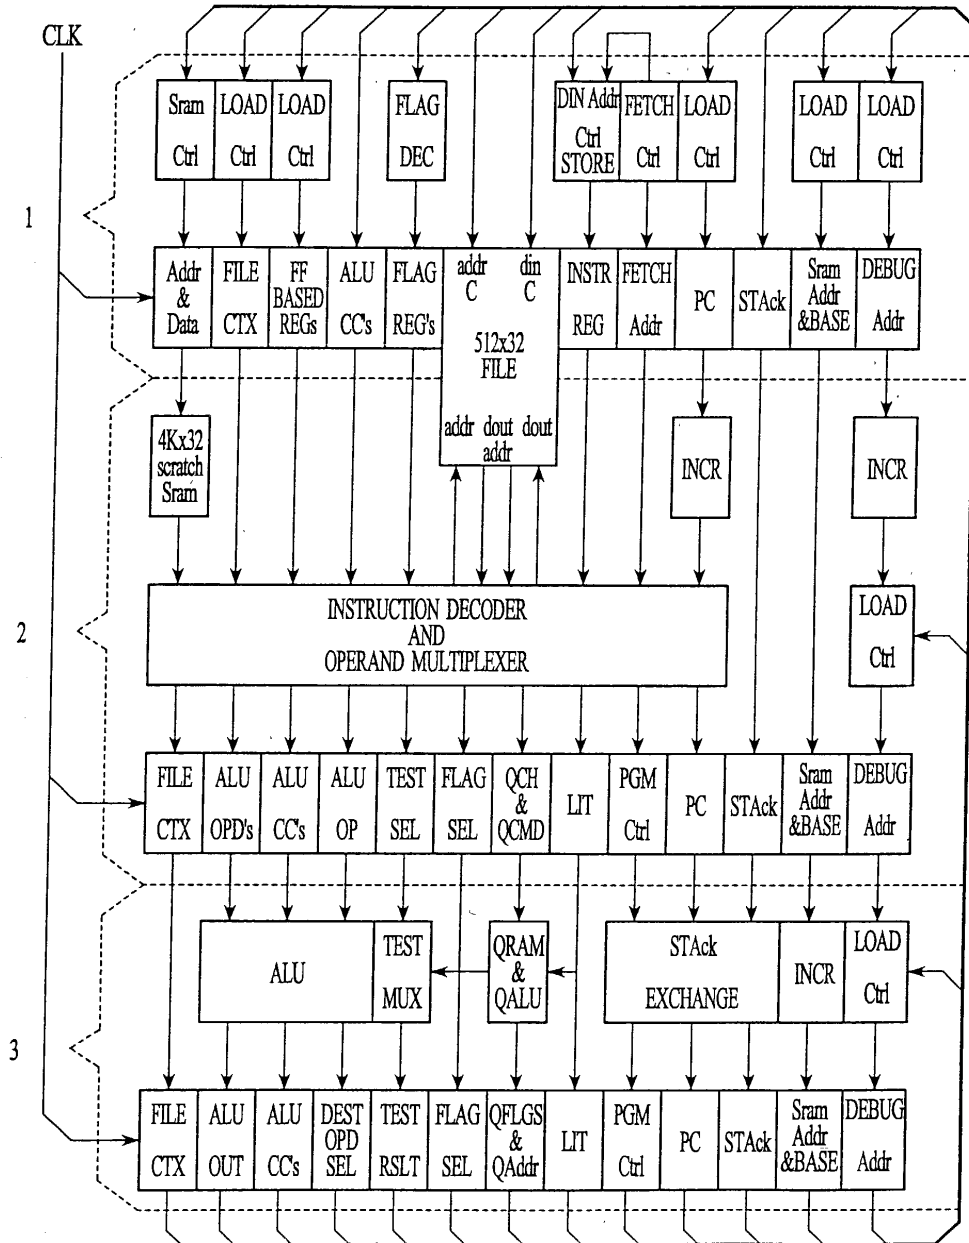 CLK
Sram LOAD LOAD FLAG DIN Addr FETCH LOAD LOAD LOAD
Ctrl Ctrl Ctrl DEC Ctrl Ctrl Ctrl Ctrl Ctrl
STORE
1
Addr FILE FF ALU FLAG addr din INSTR FETCH PC STAck Sram DEBUG
& CTX BASED CC's REG's C C REG Addr Addr Addr
Data REGs &BASE
512x32
FILE
addr dout dout
addr
4Kx32
scratch
Sram
INCR INCR
2
INSTRUCTION DECODER
AND
OPERAND MULTIPLEXER
LOAD
Ctrl
FILE ALU ALU ALU TEST FLAG QCH LIT PGM PC STAck Sram DEBUG
CTX OPD's CC's OP SEL SEL & Ctrl Addr Addr
QCMD &BASE
3
ALU TEST QRAM STAck INCR LOAD
MUX & EXCHANGE Ctrl
QALU
FILE ALU ALU DEST TEST FLAG QFLGS LIT PGM PC STAck Sram DEBUG
CTX OUT CC's OPD RSLT SEL & Ctrl Addr Addr
SEL QAddr &BASE